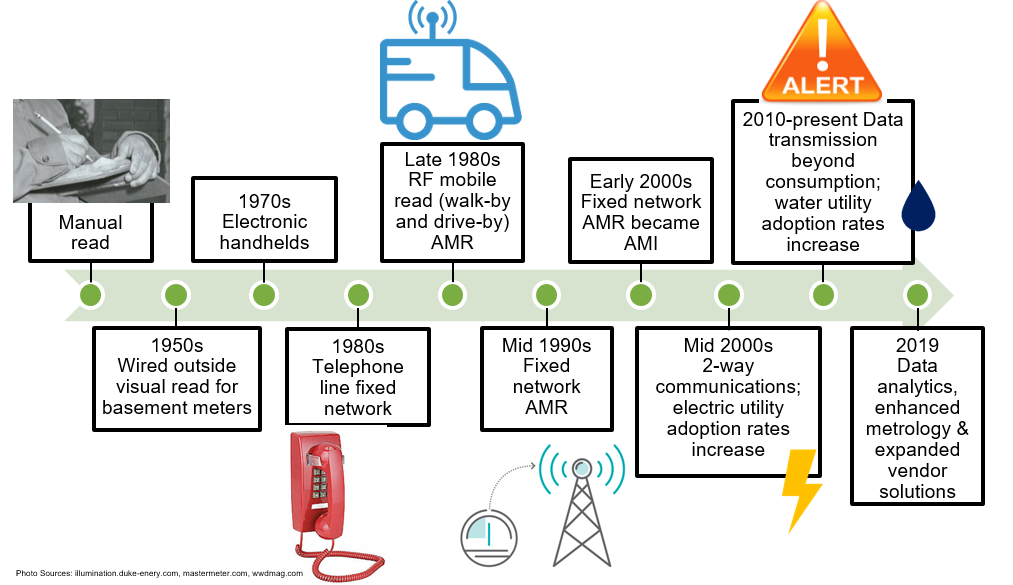 Manual
read
1950s
Wired outside
visual read for
basement meters
1970s
Electronic
handhelds
1980s
Telephone
line fixed
network
Late 1980s
RF mobile
read (walk-by
and drive-by)
AMR
Mid 1990s
Fixed
network
AMR
Early 2000s
Fixed network
AMR became
AMI
Mid 2000s
2-way
communications;
electric utility
adoption rates
increase
ALERT
2010-present Data
transmission
beyond
consumption;
water utility
adoption rates
increase
2019
Data
analytics,
enhanced
metrology &
expanded
vendor
solutions
Photo Sources: illumination.duke-enery.com, mastermeter.com, wwdmag.com